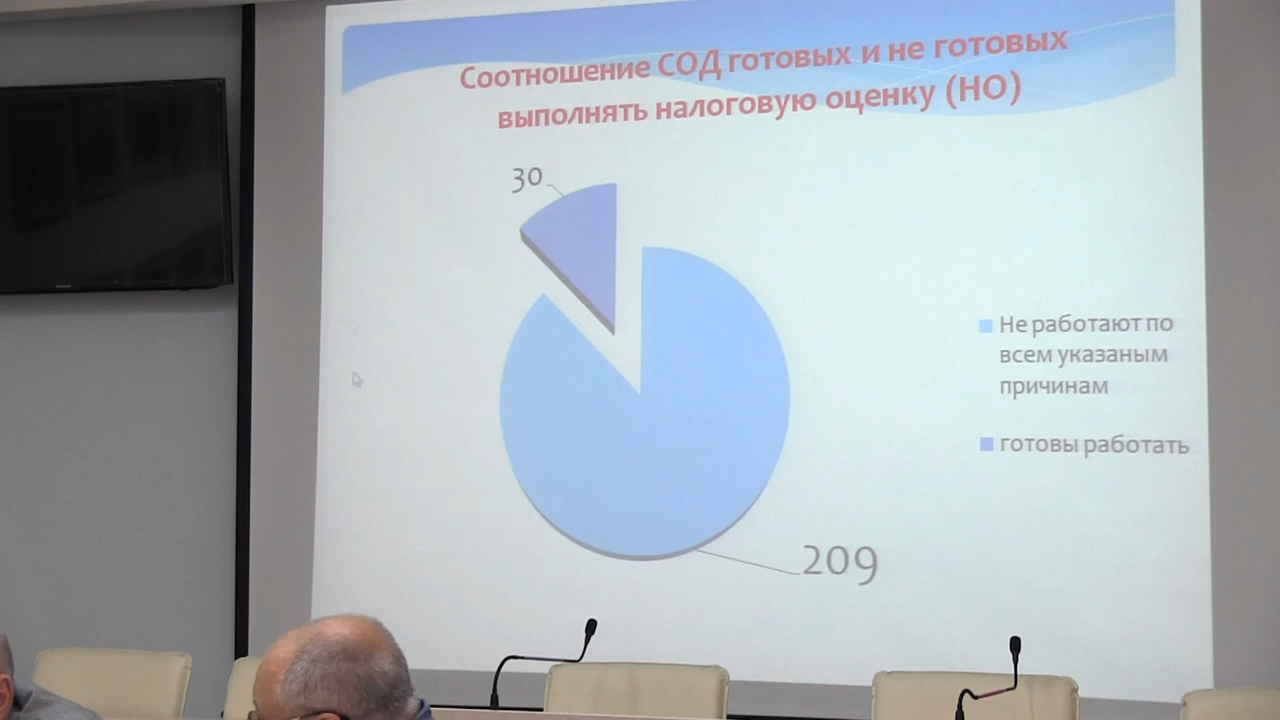 Соотношение СОД готовых и не готовых
выполнять налоговую оценку (НО)
30
Не работают по
всем указаным
причинам
готовы работать
209